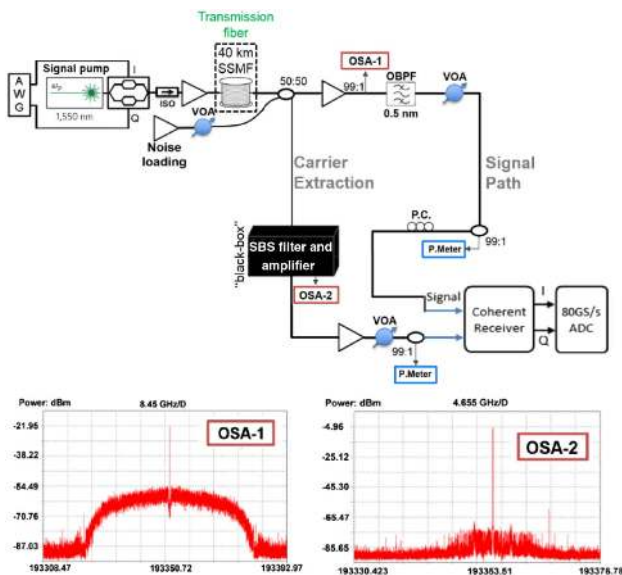 Transmission
fiber
40 km
SSMF
50:50
OSA-1
99:1
OBPF
0.5 nm
VOA
A
W
G
Signal pump
ωp
1,550 nm
I
Q
ISO
VOA
Noise
loading
Carrier
Extraction
Signal
Path
P.C.
99:1
P.Meter
"black-box"
SBS filter and
amplifier
OSA-2
Signal
Coherent
Receiver
I
Q
80GS/s
ADC
VOA
99:1
P.Meter
Power: dBm
8.45 GHz/D
OSA-1
-21.95
-38.22
-54.49
-70.76
-87.03
193308.47
193350.72
193392.97
Power: dBm
4.655 GHz/D
OSA-2
-4.96
-25.12
-45.30
-65.47
-85.65
193330.423
193353.51
193376.78